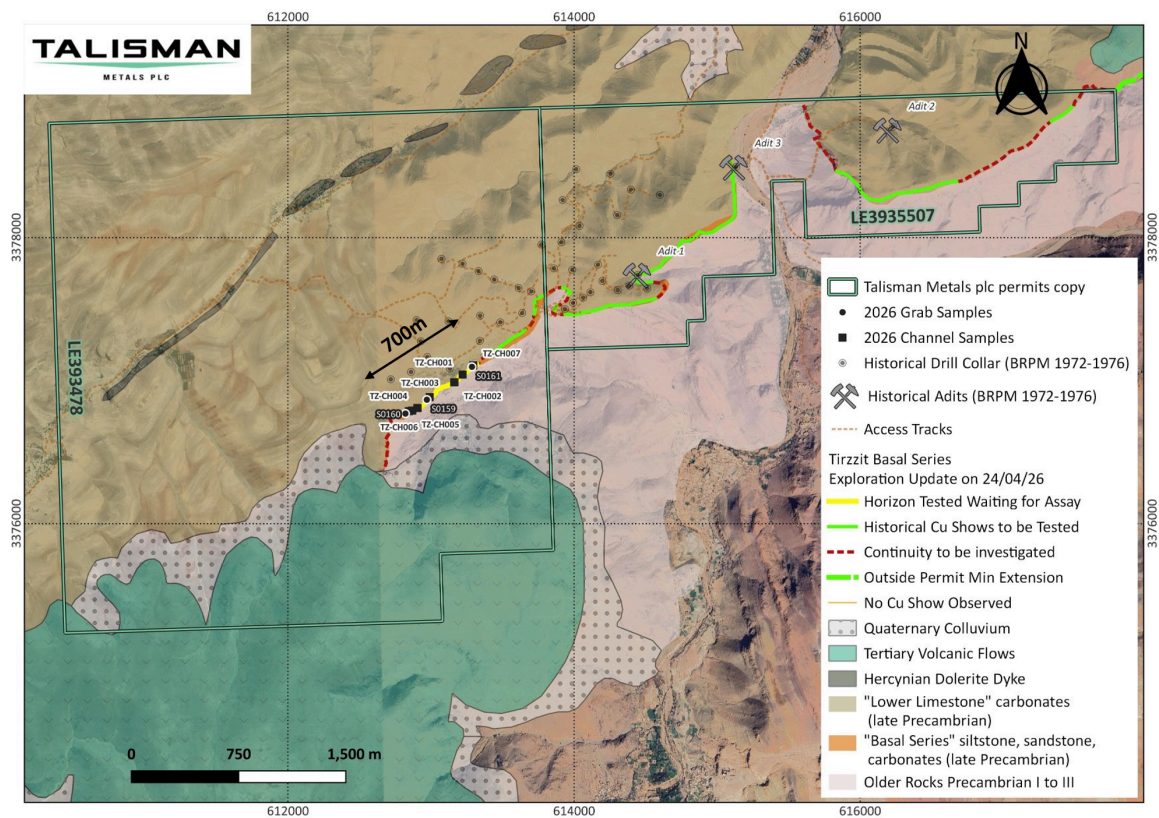 612000
614000
616000
TALISMAN
METALS PLC
N
Adit 2
Adit 3
3378000
LE3935507
3378000
Adit 1
Talisman Metals plc permits copy
2026 Grab Samples
2026 Channel Samples
Historical Drill Collar (BRPM 1972-1976)
Historical Adits (BRPM 1972-1976)
Access Tracks
Tirzzit Basal Series
Exploration Update on 24/04/26
Horizon Tested Waiting for Assay
Historical Cu Shows to be Tested
Continuity to be investigated
Outside Permit Min Extension
No Cu Show Observed
Quaternary Colluvium
Tertiary Volcanic Flows
Hercynian Dolerite Dyke
"Lower Limestone" carbonates
(late Precambrian)
"Basal Series" siltstone, sandstone,
carbonates (late Precambrian)
Older Rocks Precambrian I to III
LE393478
700m
TZ-CH007
TZ-CH001
S0161
TZ-CH003
TZ-CH004
TZ-CH002
S0160
S0159
TZ-CH006
TZ-CH005
3376000
3376000
0
750
1,500 m
612000
614000
616000